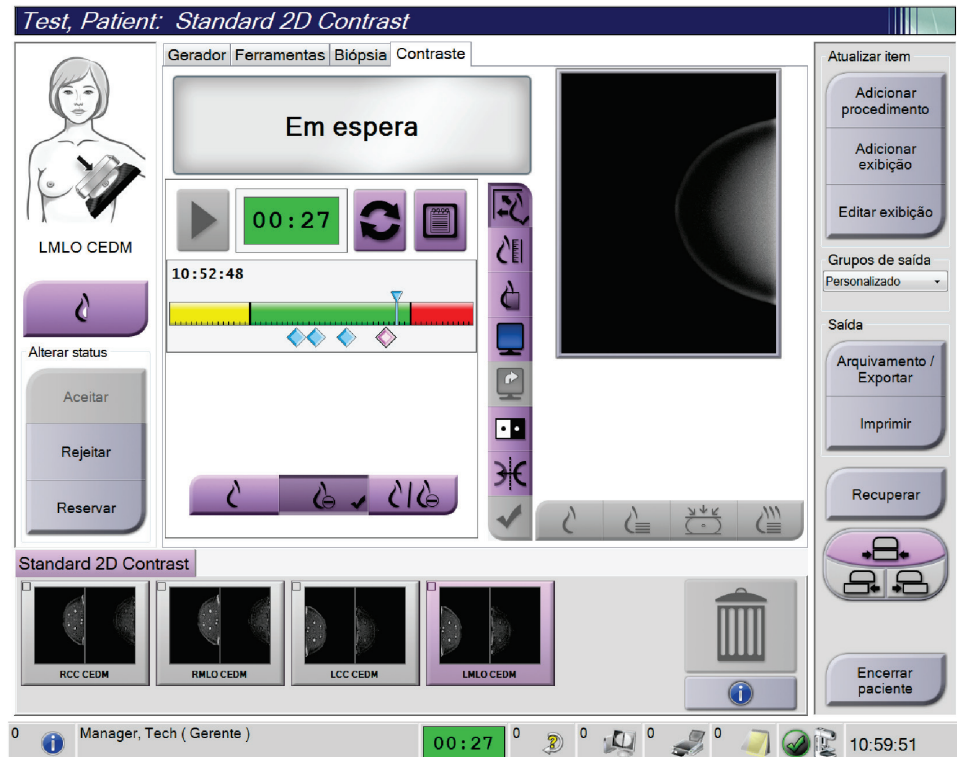 Test, Patient: Standard 2D Contrast
Gerador Ferramentas Biópsia Contraste
Em espera
00:27
10:52:48
LMLO CEDM
Alterar status
Aceitar
Rejeitar
Reservar
Atualizar item
Adicionar
procedimento
Adicionar
exibição
Editar exibição
Grupos de saída
Personalizado
Saída
Arquivamento /
Exportar
Imprimir
Recuperar
Encerrar
paciente
Standard 2D Contrast
RCC CEDM
RMLO CEDM
LCC CEDM
LMLO CEDM
0 Manager, Tech ( Gerente ) 00:27 0 0 0 0 10:59:51